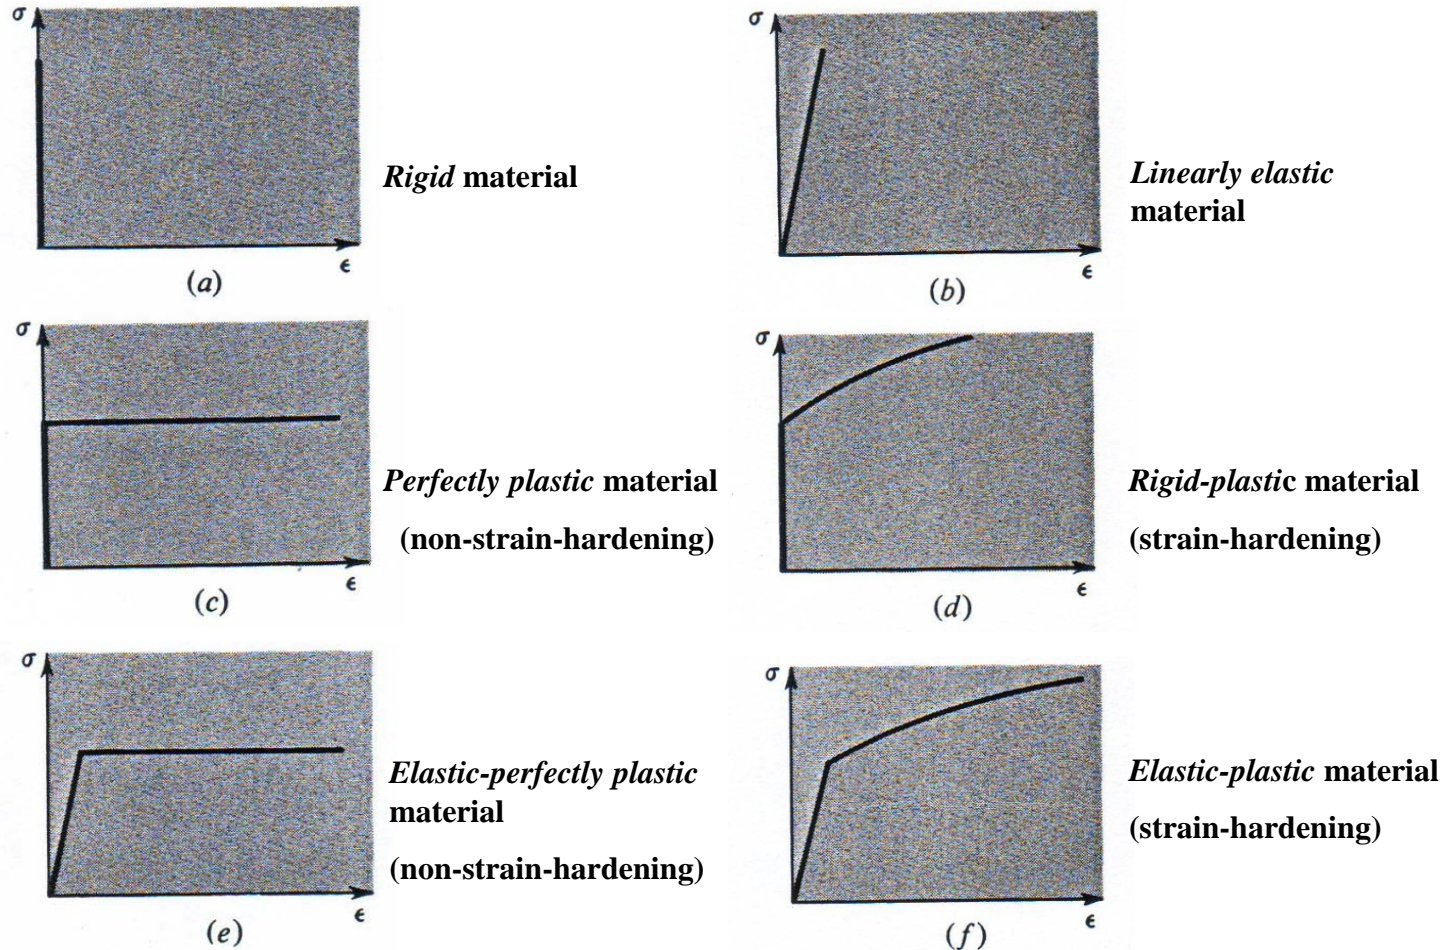 σ
ϵ
(a)
Rigid material
σ
ϵ
(b)
Linearly elastic
material
σ
ϵ
(c)
Perfectly plastic material
(non-strain-hardening)
σ
ϵ
(d)
Rigid-plastic material
(strain-hardening)
σ
ϵ
(e)
Elastic-perfectly plastic
material
(non-strain-hardening)
σ
ϵ
(f)
Elastic-plastic material
(strain-hardening)